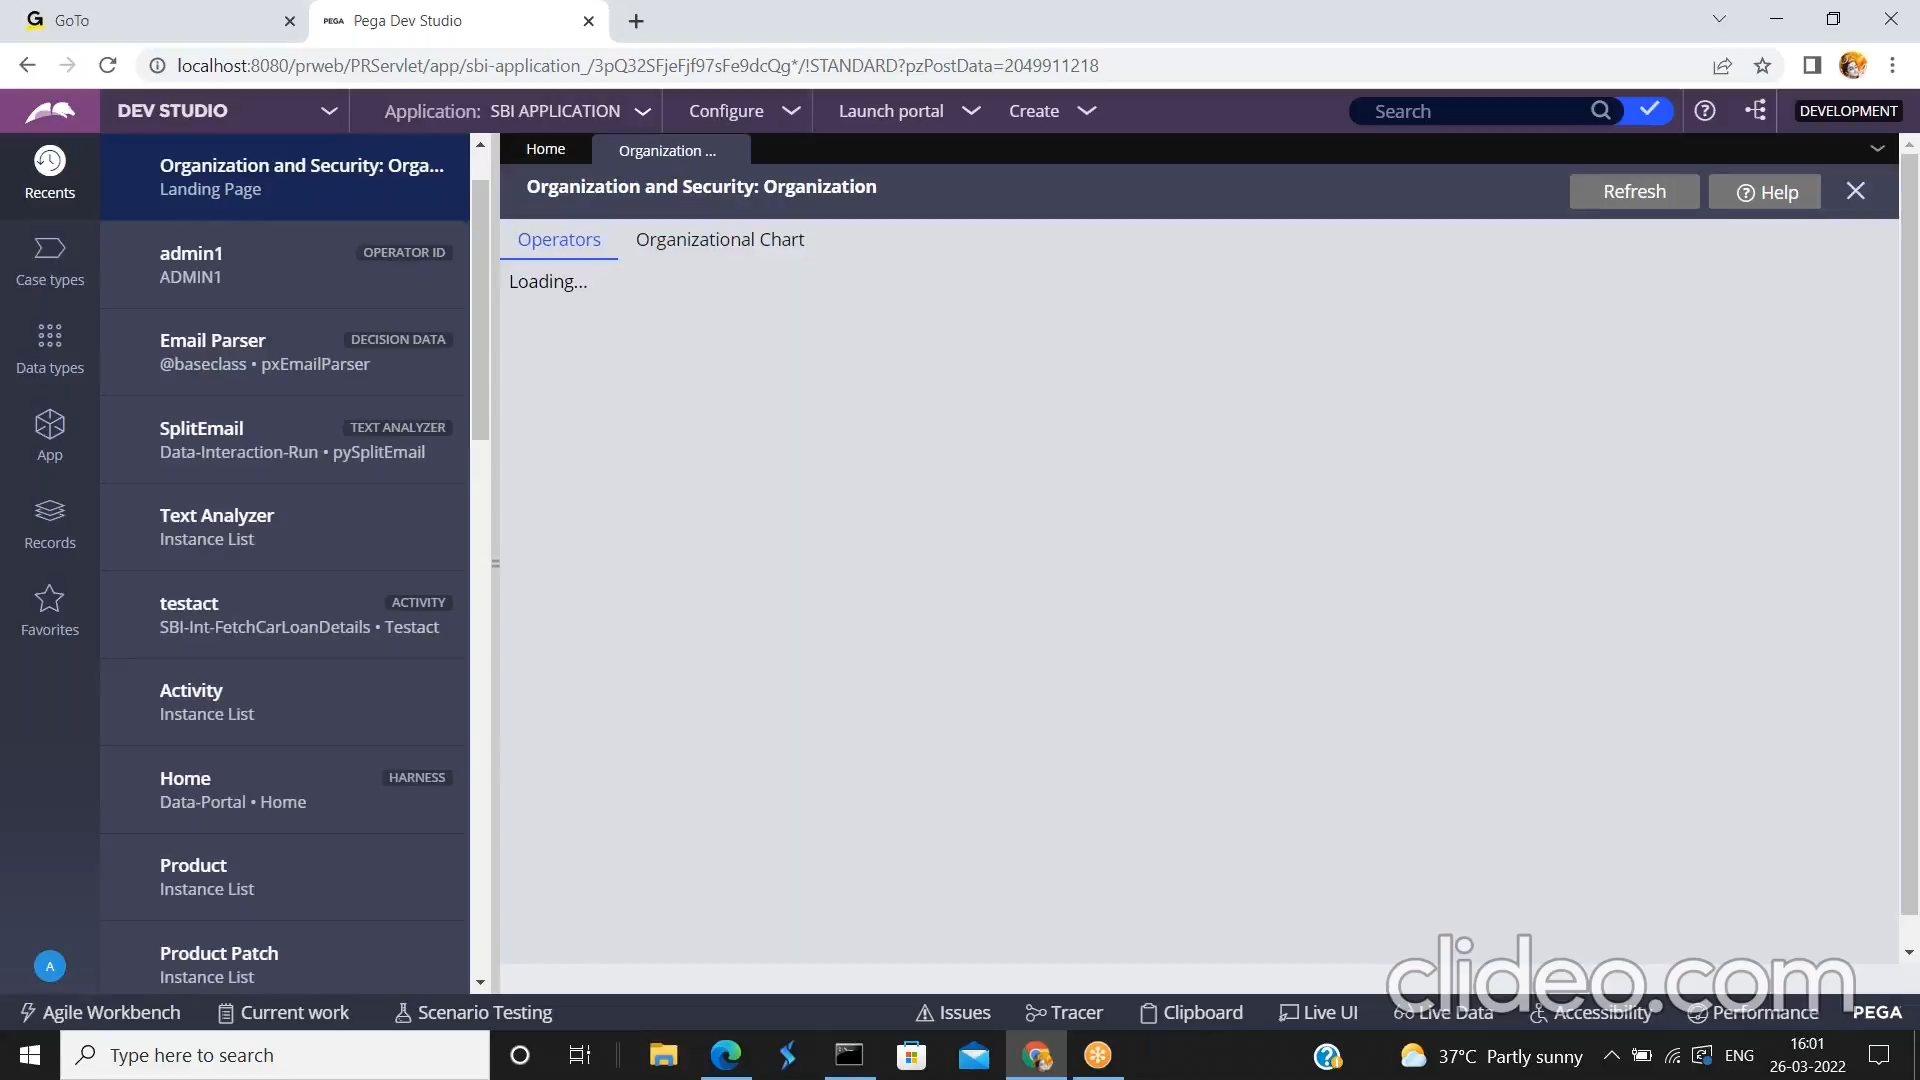 GoTo
PEGA Pega Dev Studio
localhost:8080/prweb/PRServlet/app/sbi-application_/3pQ32SFjeFjf97sFe9dcQg*/!STANDARD?pzPostData=2049911218
DEV STUDIO
Application: SBI APPLICATION
Configure
Launch portal
Create
Search
DEVELOPMENT
Recents
Case types
Data types
App
Records
Favorites
A
Organization and Security: Orga...
Landing Page
admin1 OPERATOR ID
ADMIN1
Email Parser DECISION DATA
@baseclass • pxEmailParser
SplitEmail TEXT ANALYZER
Data-Interaction-Run • pySplitEmail
Text Analyzer
Instance List
testact ACTIVITY
SBI-Int-FetchCarLoanDetails • Testact
Activity
Instance List
Home HARNESS
Data-Portal • Home
Product
Instance List
Product Patch
Instance List
Home
Organization ...
Organization and Security: Organization
Refresh
Help
Operators
Organizational Chart
Loading...
clideo.com
Agile Workbench
Current work
Scenario Testing
Issues
Tracer
Clipboard
Live UI
Live Data
Accessibility
Performance
PEGA
Type here to search
37°C Partly sunny
ENG
16:01
26-03-2022